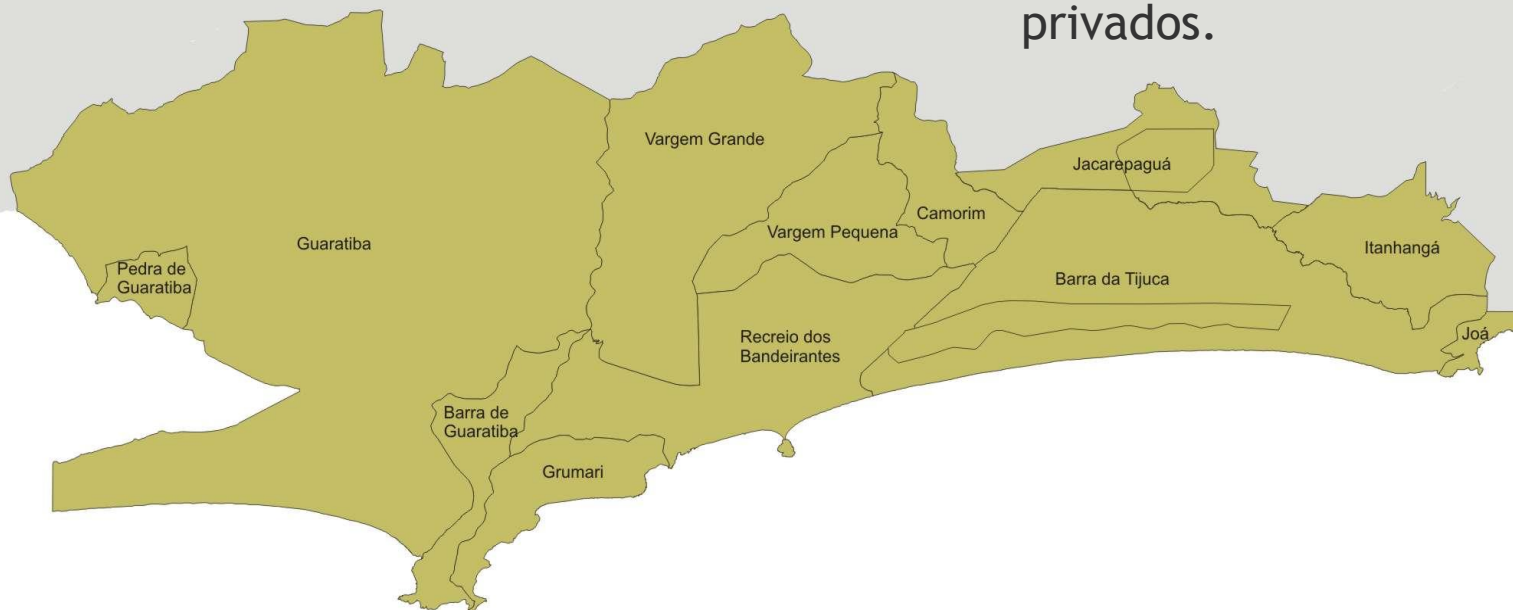 privados.
Vargem Grande
Jacarepaguá
Camorim
Vargem Pequena
Guaratiba
Itanhangá
Pedra de
Guaratiba
Barra da Tijuca
Recreio dos
Bandeirantes
Joá
Barra de
Guaratiba
Grumari